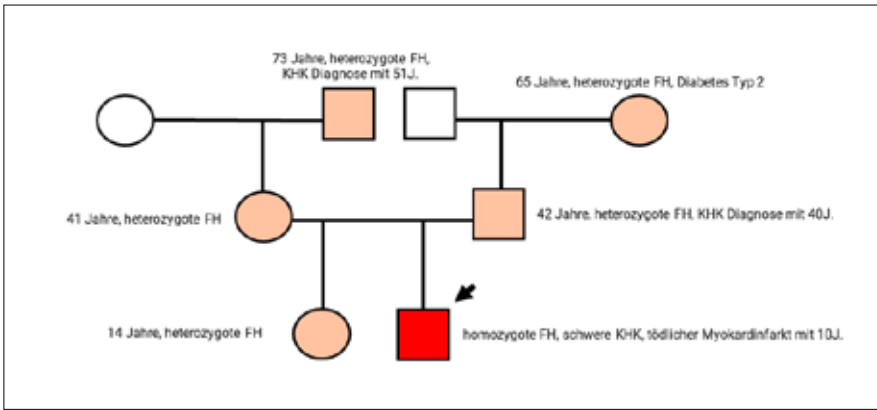 73 Jahre, heterozygote FH,
KHK Diagnose mit 51J.
65 Jahre, heterozygote FH, Diabetes Typ 2
41 Jahre, heterozygote FH
42 Jahre, heterozygote FH, KHK Diagnose mit 40J.
14 Jahre, heterozygote FH
homozygote FH, schwere KHK, tödlicher Myokardinfarkt mit 10J.